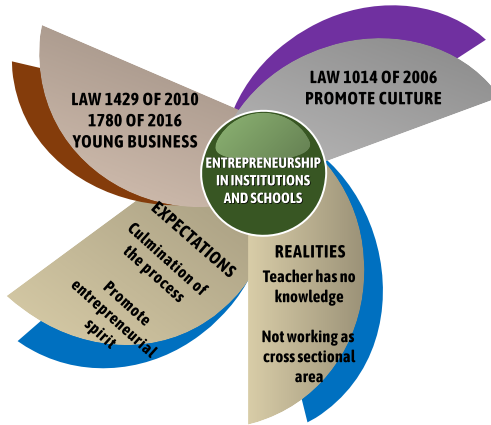 LAW 1429 OF 2010
1780 OF 2016
YOUNG BUSINESS
LAW 1014 OF 2006
PROMOTE CULTURE
ENTREPRENEURSHIP
IN INSTITUTIONS
AND SCHOOLS
EXPECTATIONS
Culmination of
the process
Promote
entrepreneurial
spirit
REALITIES
Teacher has no
knowledge
Not working as
cross sectional
area